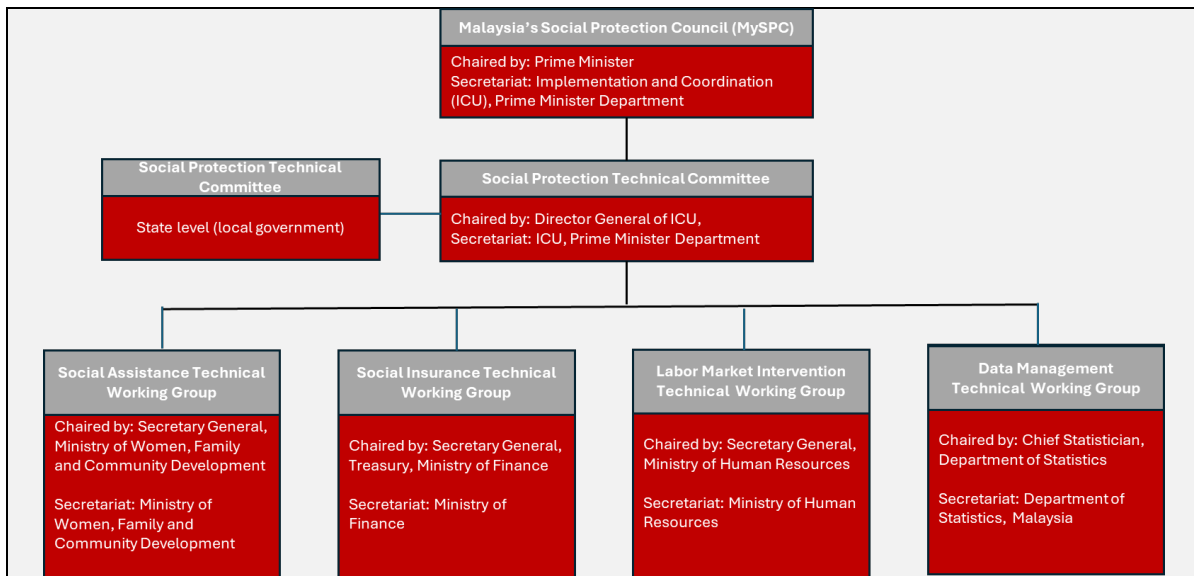 Malaysia's Social Protection Council (MySPC)
Chaired by: Prime Minister
Secretariat: Implementation and Coordination
(ICU), Prime Minister Department
Social Protection Technical
Committee
State level (local government)
Social Protection Technical Committee
Chaired by: Director General of ICU,
Secretariat: ICU, Prime Minister Department
Social Assistance Technical
Working Group
Chaired by: Secretary General,
Ministry of Women, Family
and Community Development
Secretariat: Ministry of
Women, Family and
Community Development
Social Insurance Technical
Working Group
Chaired by: Secretary General,
Treasury, Ministry of Finance
Secretariat: Ministry of
Finance
Labor Market Intervention
Technical Working Group
Chaired by: Secretary General,
Ministry of Human Resources
Secretariat: Ministry of Human
Resources
Data Management
Technical Working Group
Chaired by: Chief Statistician,
Department of Statistics
Secretariat: Department of
Statistics, Malaysia